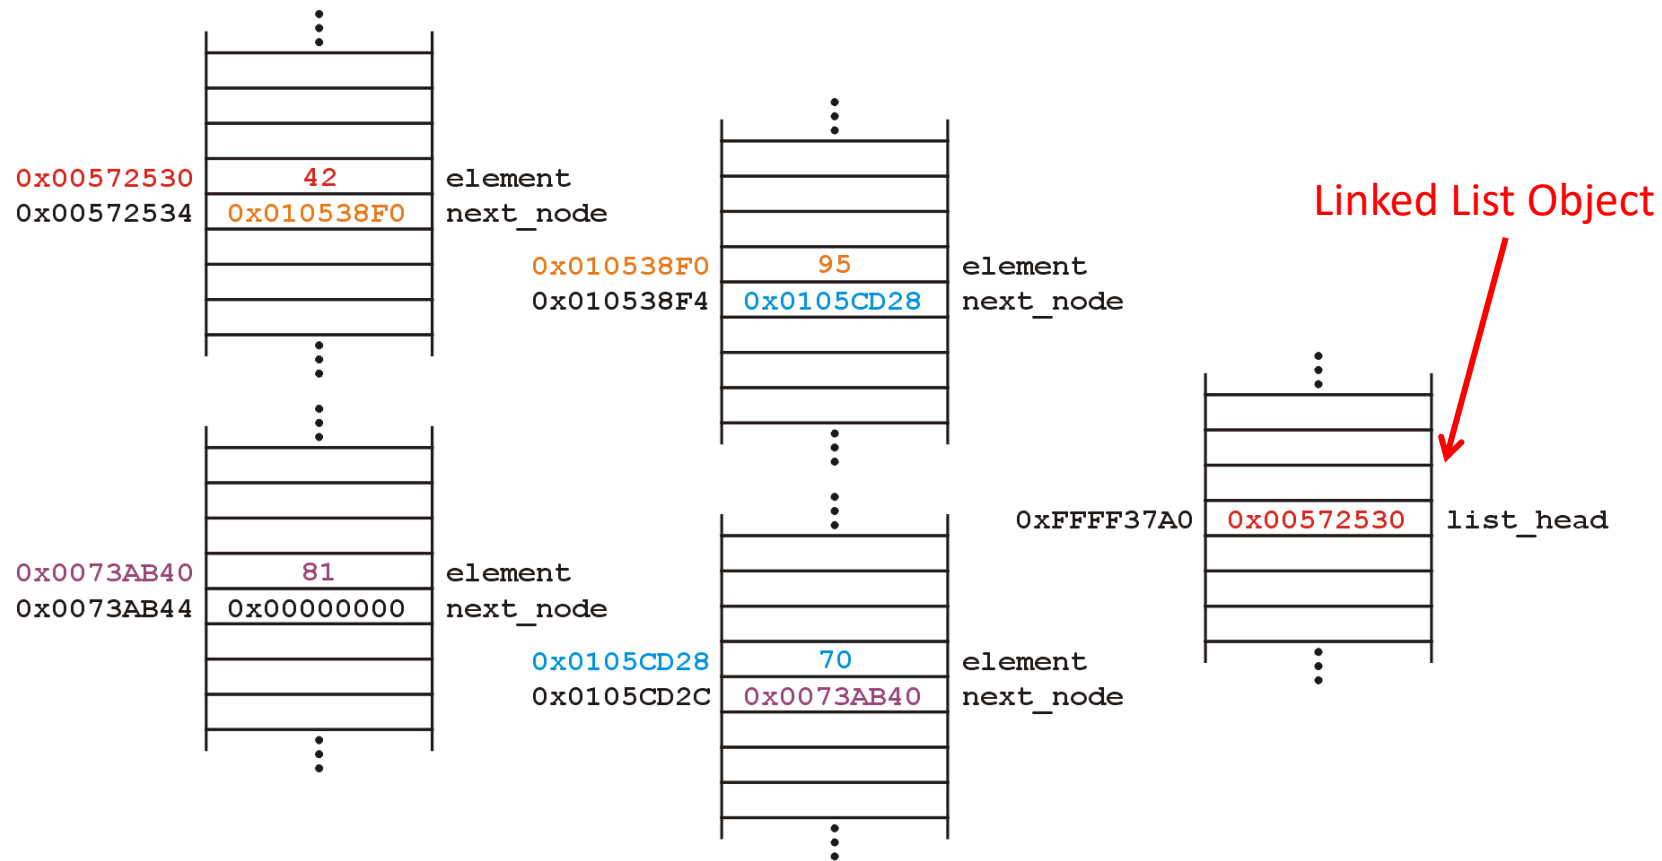 0x00572530 42 element
0x00572534 0x010538F0 next_node
0x010538F0 95 element
0x010538F4 0x0105CD28 next_node
Linked List Object
0xFFFF37A0 0x00572530 list_head
0x0073AB40 81 element
0x0073AB44 0x00000000 next_node
0x0105CD28 70 element
0x0105CD2C 0x0073AB40 next_node